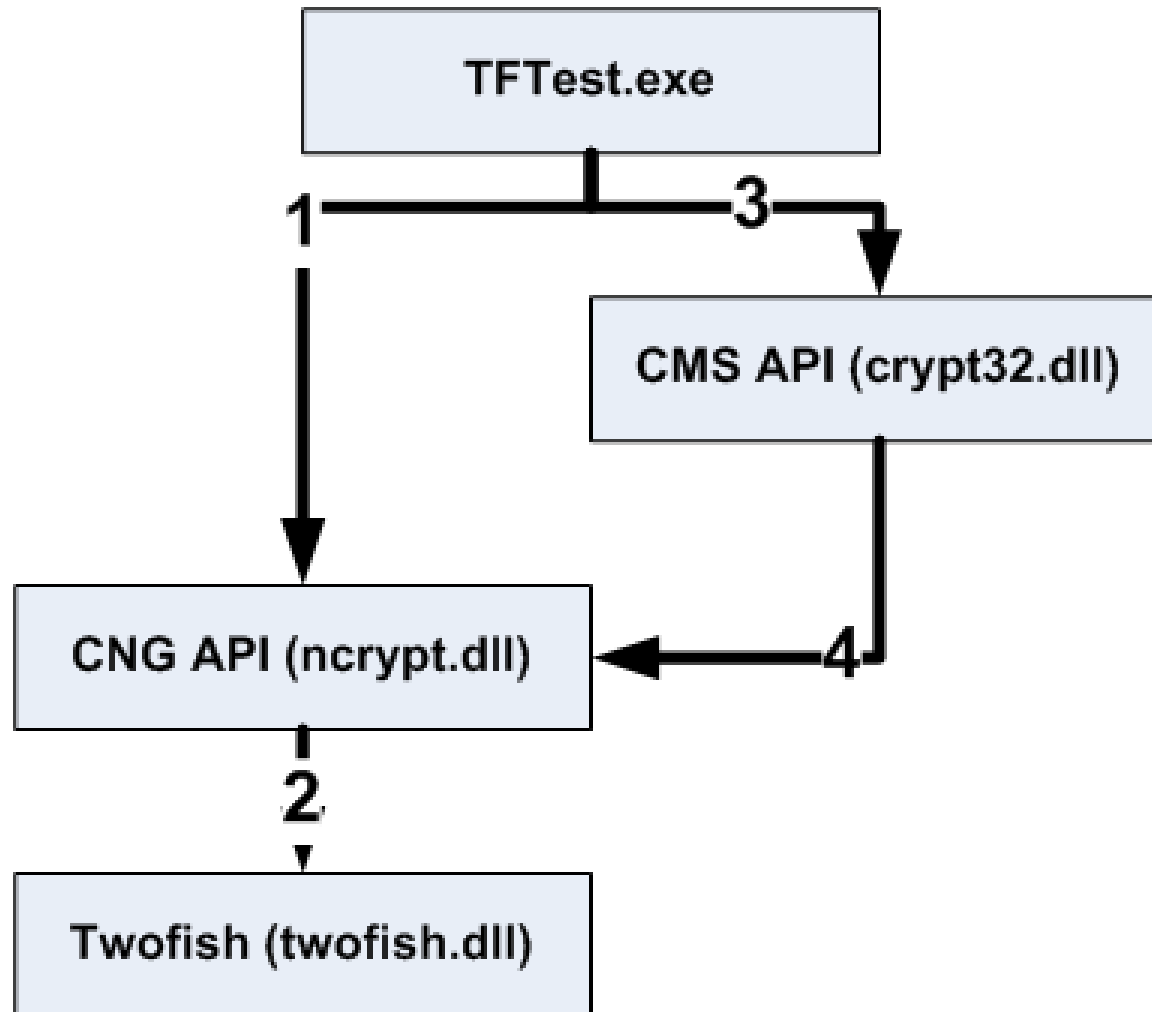 TFTest.exe
1
3
CMS API (crypt32.dll)
CNG API (ncrypt.dll)
4
2
Twofish (twofish.dll)